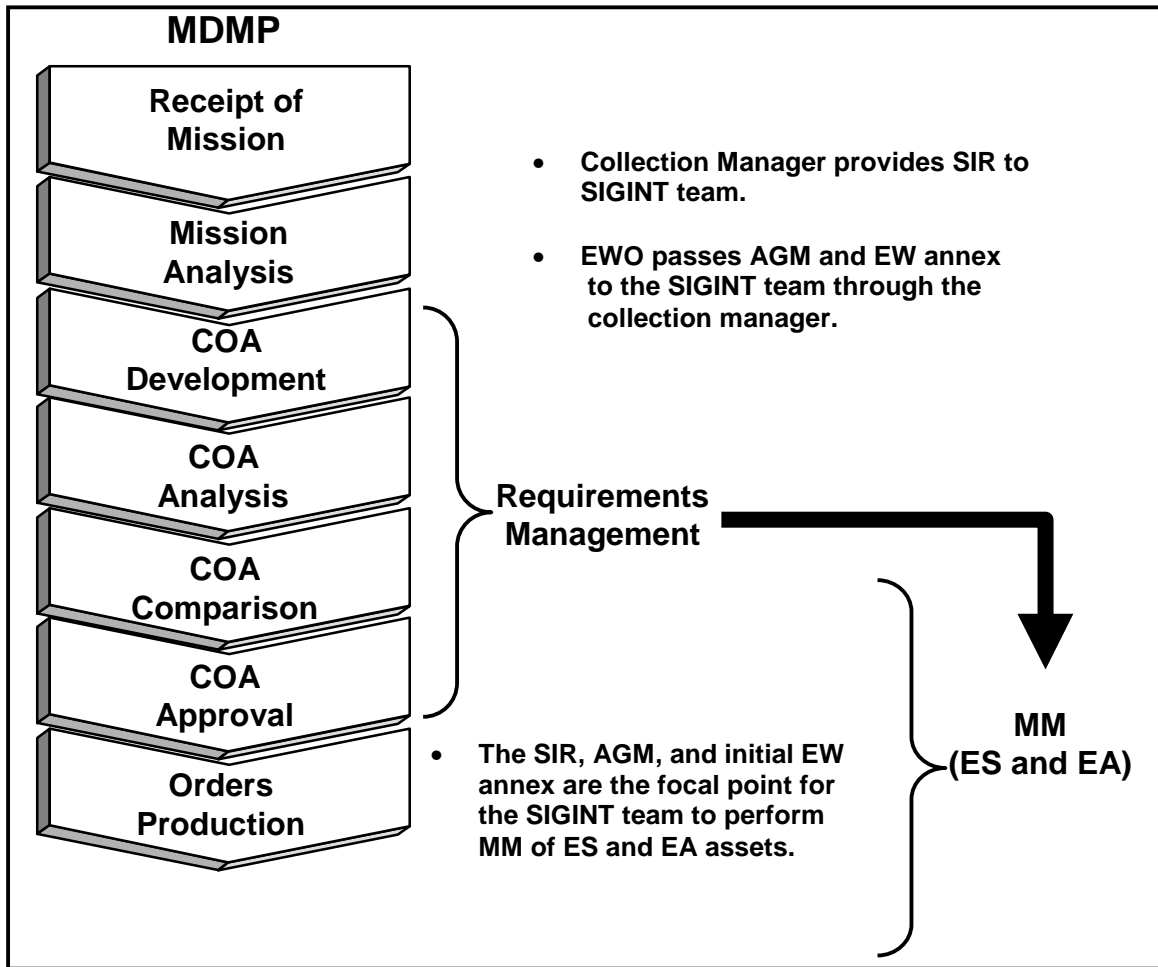 MDMP
Receipt of
Mission
Mission
Analysis
COA
Development
COA
Analysis
COA
Comparison
COA
Approval
Orders
Production
• Collection Manager provides SIR to
SIGINT team.
• EWO passes AGM and EW annex
to the SIGINT team through the
collection manager.
Requirements
Management
• The SIR, AGM, and initial EW
annex are the focal point for
the SIGINT team to perform
MM of ES and EA assets.
MM
(ES and EA)